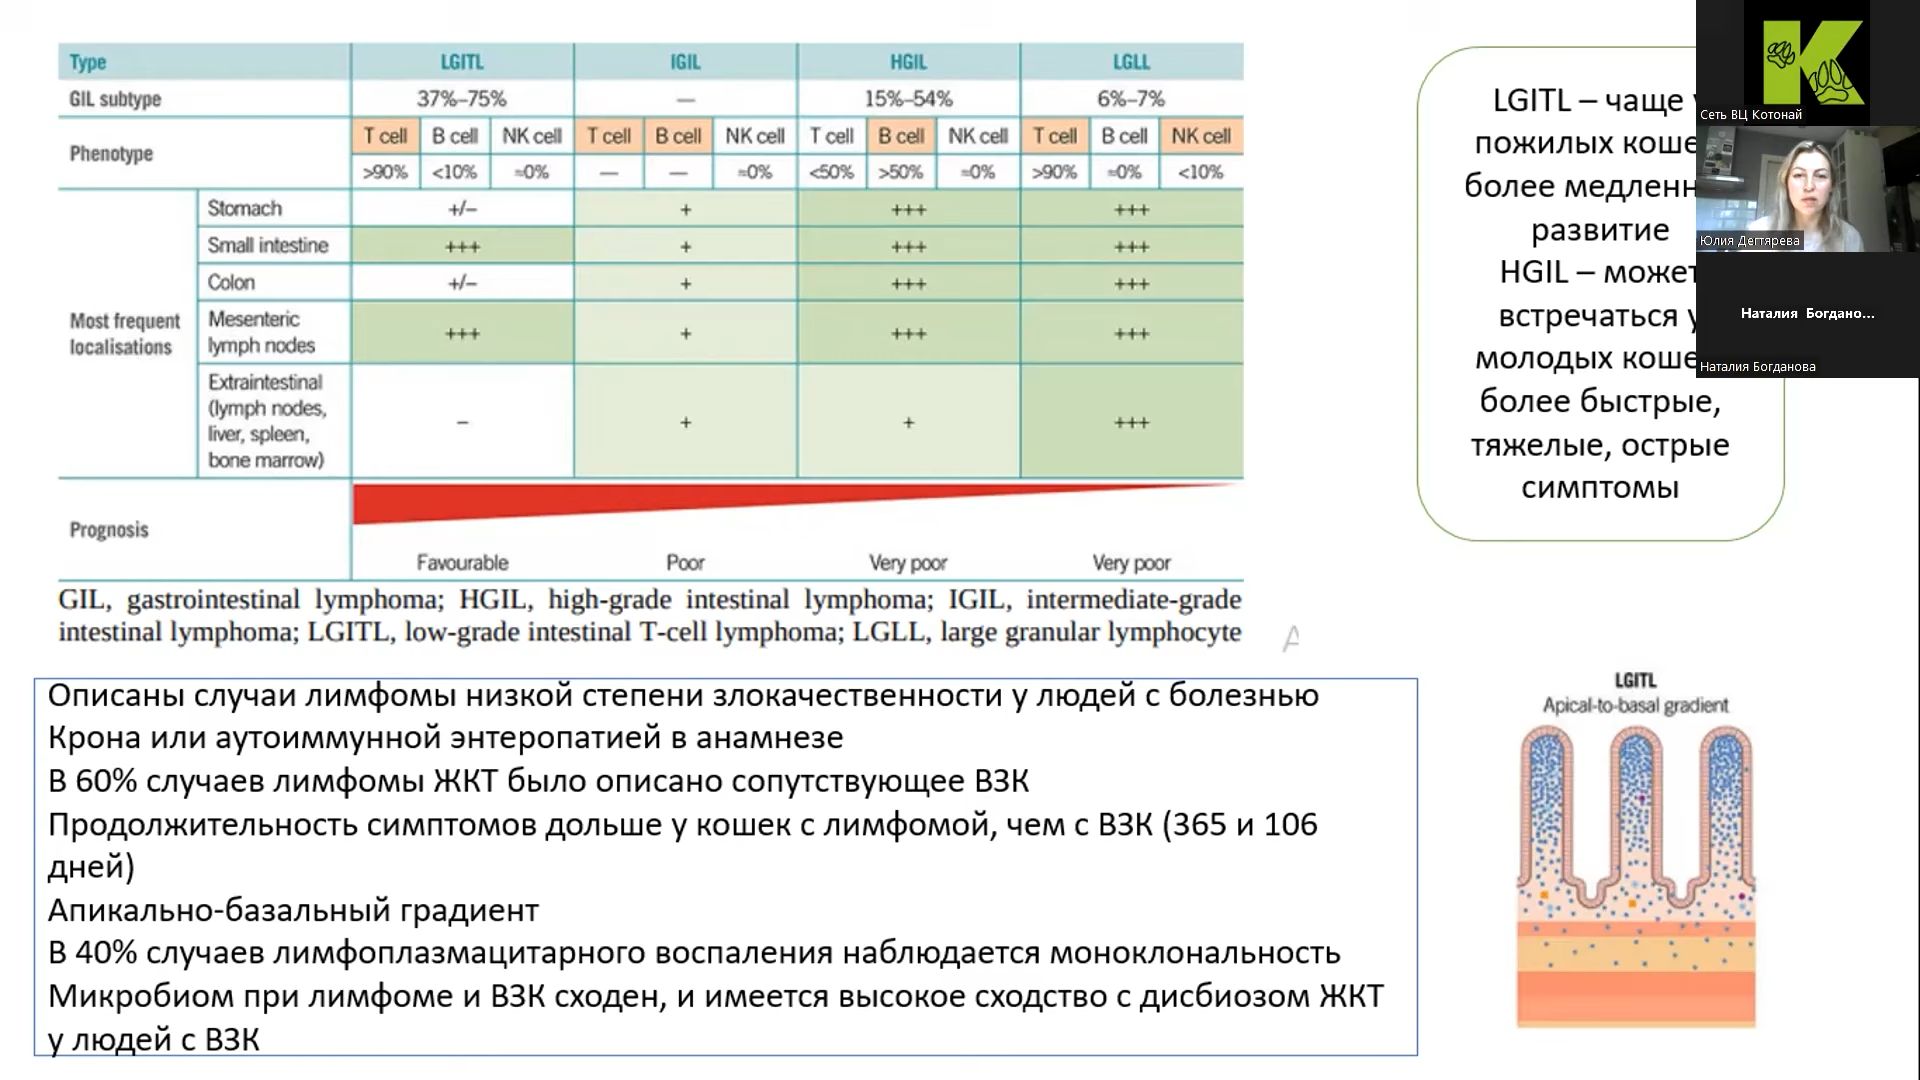 Type LGITL IGIL HGIL LGLL
GIL subtype 37%–75% — 15%–54% 6%–7%
Phenotype
T cell B cell NK cell T cell B cell NK cell T cell B cell NK cell T cell B cell NK cell
>90% <10% ≈0% — — ≈0% <50% >50% ≈0% >90% ≈0% <10%
Most frequent
localisations
Stomach +/– + +++ +++
Small intestine +++ + +++ +++
Colon +/– + +++ +++
Mesenteric
lymph nodes +++ + +++ +++
Extraintestinal
(lymph nodes,
liver, spleen,
bone marrow) – + + +++
Prognosis
Favourable Poor Very poor Very poor
GIL, gastrointestinal lymphoma; HGIL, high-grade intestinal lymphoma; IGIL, intermediate-grade
intestinal lymphoma; LGITL, low-grade intestinal T-cell lymphoma; LGLL, large granular lymphocyte
LGITL – чаще
пожилых
более
развитие
HGIL – может
встречаться у
молодых
более быстрые,
тяжелые, острые
симптомы
K
Сеть ВЦ Котонай
Юлия Дегтярева
Наталия Богдано...
Наталия Богданова
Описаны случаи лимфомы низкой степени злокачественности у людей с болезнью
Крона или аутоиммунной энтеропатией в анамнезе
В 60% случаев лимфомы ЖКТ было описано сопутствующее ВЗК
Продолжительность симптомов дольше у кошек с лимфомой, чем с ВЗК (365 и 106
дней)
Апикально-базальный градиент
В 40% случаев лимфоплазмацитарного воспаления наблюдается моноклональность
Микробиом при лимфоме и ВЗК сходен, и имеется высокое сходство с дисбиозом ЖКТ
у людей с ВЗК
LGITL
Apical-to-basal gradient